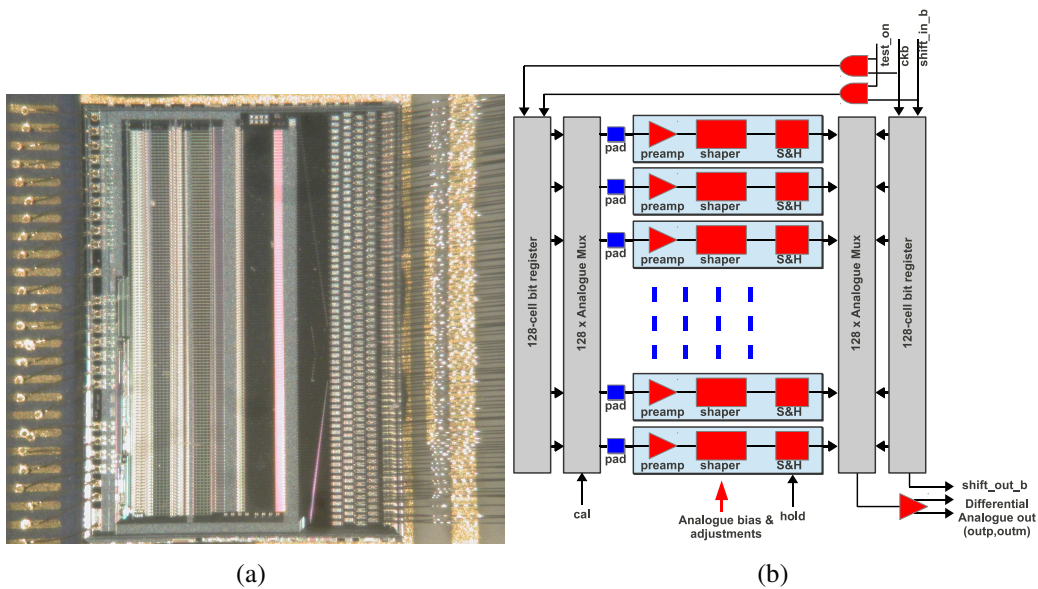 test_on
ckb
shift_in_b
128-cell bit register
128 x Analogue Mux
pad
preamp
shaper
S&H
pad
preamp
shaper
S&H
pad
preamp
shaper
S&H
128 x Analogue Mux
128-cell bit register
pad
preamp
shaper
S&H
pad
preamp
shaper
S&H
cal
Analogue bias &
adjustments
hold
shift_out_b
Differential
Analogue out
(outp,outm)
(a)
(b)